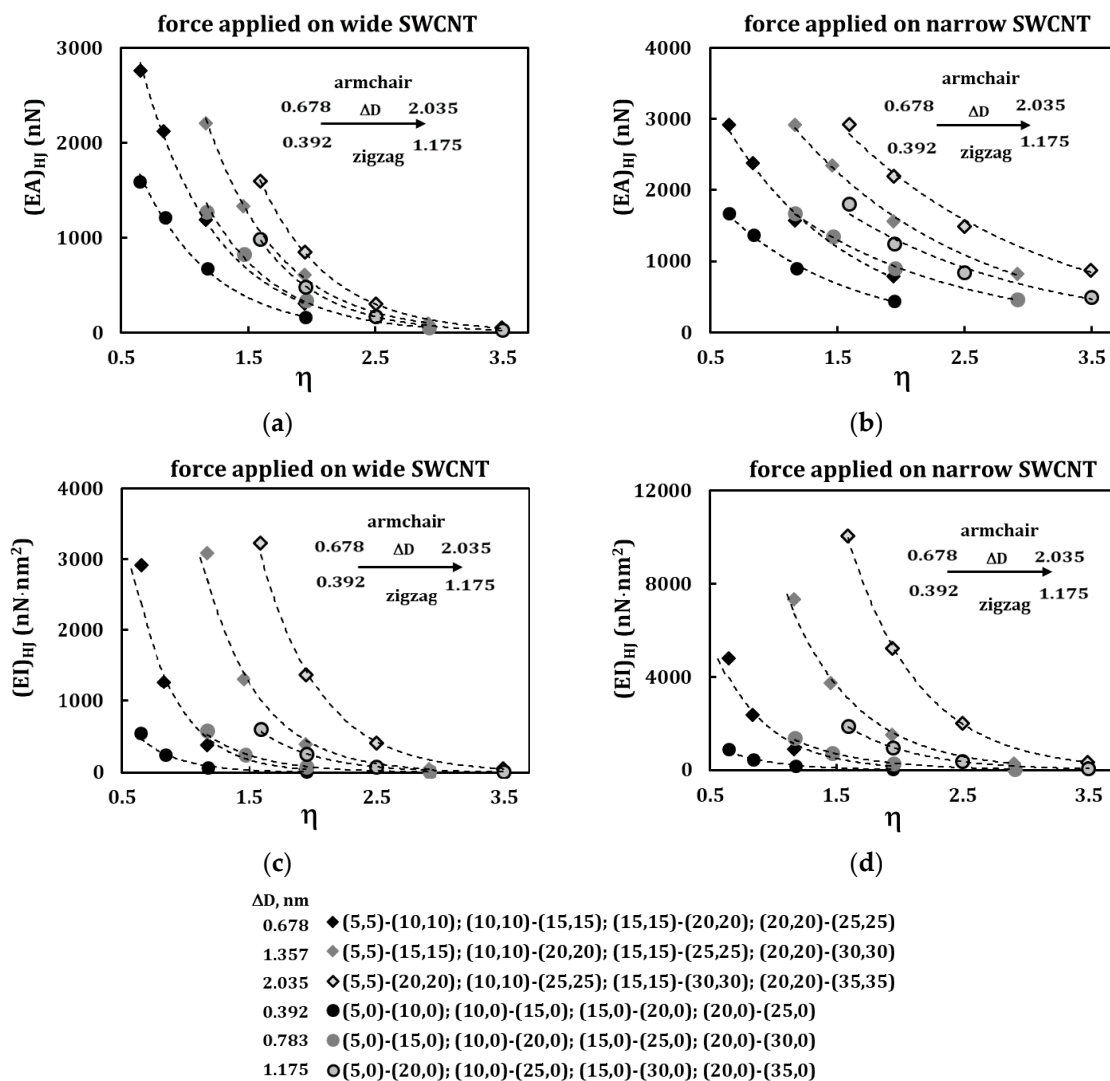 force applied on wide SWCNT
3000
2000
1000
0
(EA)HJ (nN)
armchair
0.678 ΔD 2.035
0.392 zigzag 1.175
0.5 1.5 2.5 3.5
η
(a)
force applied on narrow SWCNT
4000
3000
2000
1000
0
(EA)HJ (nN)
armchair
0.678 ΔD 2.035
0.392 zigzag 1.175
0.5 1.5 2.5 3.5
η
(b)
force applied on wide SWCNT
4000
3000
2000
1000
0
(EI)HJ (nN·nm²)
armchair
0.678 ΔD 2.035
0.392 zigzag 1.175
0.5 1.5 2.5 3.5
η
(c)
force applied on narrow SWCNT
12000
8000
4000
0
(EI)HJ (nN·nm²)
armchair
0.678 ΔD 2.035
0.392 zigzag 1.175
0.5 1.5 2.5 3.5
η
(d)
ΔD, nm
0.678 (5,5)-(10,10); (10,10)-(15,15); (15,15)-(20,20); (20,20)-(25,25)
1.357 (5,5)-(15,15); (10,10)-(20,20); (15,15)-(25,25); (20,20)-(30,30)
2.035 (5,5)-(20,20); (10,10)-(25,25); (15,15)-(30,30); (20,20)-(35,35)
0.392 (5,0)-(10,0); (10,0)-(15,0); (15,0)-(20,0); (20,0)-(25,0)
0.783 (5,0)-(15,0); (10,0)-(20,0); (15,0)-(25,0); (20,0)-(30,0)
1.175 (5,0)-(20,0); (10,0)-(25,0); (15,0)-(30,0); (20,0)-(35,0)